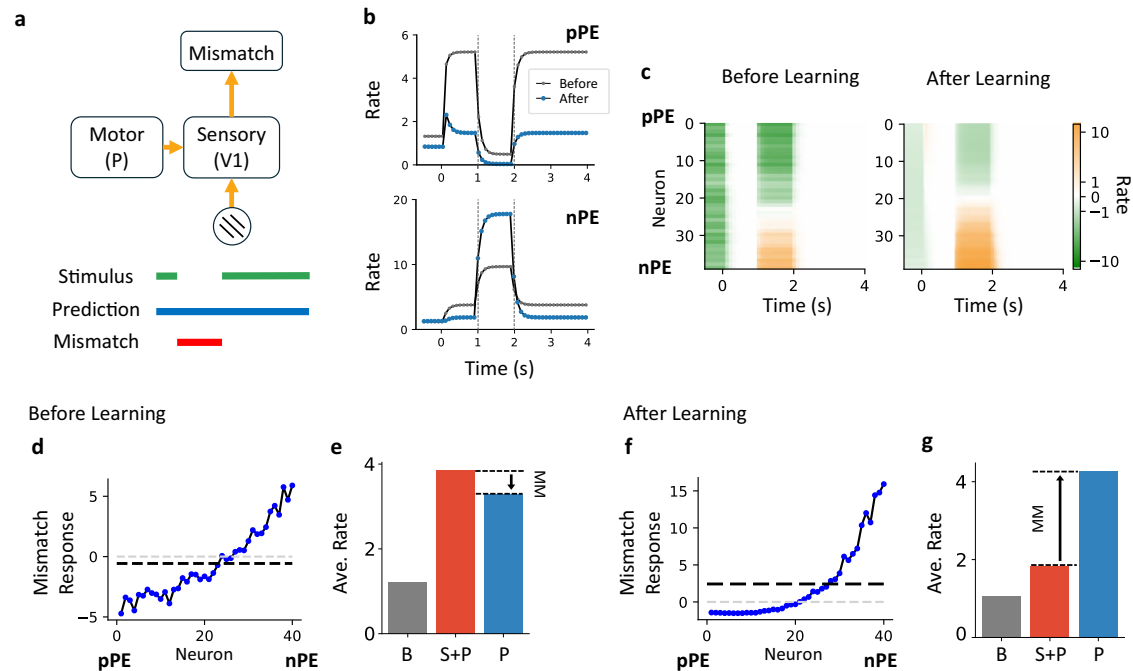 a
Mismatch
Motor
(P)
Sensory
(V1)
Stimulus
Prediction
Mismatch
b
pPE
6
4
2
0
Rate
Before
After
0 1 2 3 4
nPE
20
10
0
Rate
0 1 2 3 4
Time (s)
c
Before Learning
After Learning
pPE
0
10
20
30
Neuron
nPE
0 4
Time (s)
0
10
20
30
0 4
Time (s)
10
1
0
−1
−10
Rate
Before Learning
d
5
0
−5
Mismatch
Response
0 20 40
pPE Neuron nPE
e
4
2
0
Ave. Rate
MM
B S+P P
After Learning
f
15
10
5
0
Mismatch
Response
0 20 40
pPE Neuron nPE
g
4
2
0
Ave. Rate
MM
B S+P P